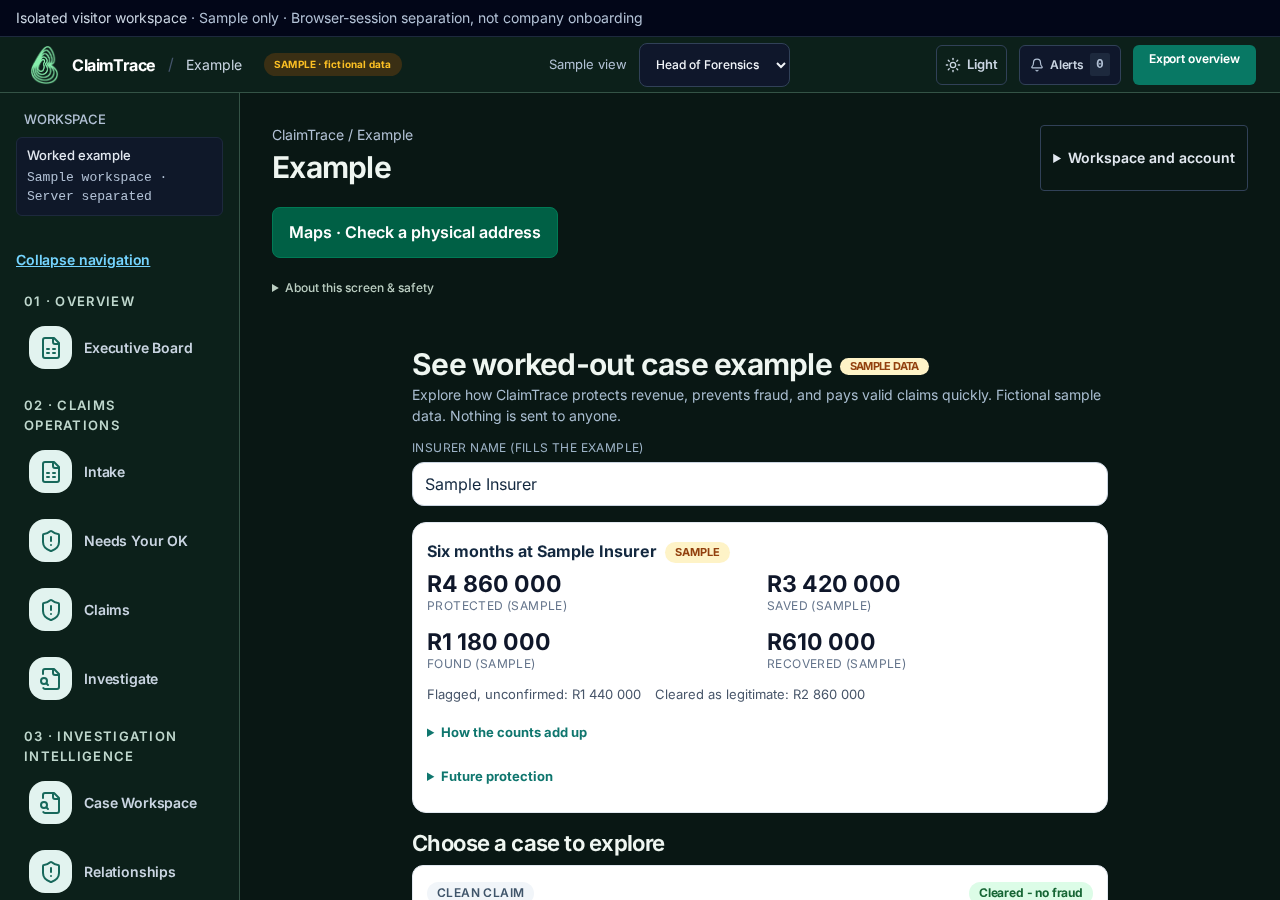 Isolated visitor workspace · Sample only · Browser-session separation, not company onboarding
ClaimTrace / Example
SAMPLE · fictional data
Sample view
Head of Forensics
Light
Alerts 0
Export overview
WORKSPACE
Worked example
Sample workspace ·
Server separated
Collapse navigation
01 · OVERVIEW
Executive Board
02 · CLAIMS
OPERATIONS
Intake
Needs Your OK
Claims
Investigate
03 · INVESTIGATION
INTELLIGENCE
Case Workspace
Relationships
ClaimTrace / Example
Example
Workspace and account
Maps · Check a physical address
About this screen & safety
See worked-out case example SAMPLE DATA
Explore how ClaimTrace protects revenue, prevents fraud, and pays valid claims quickly. Fictional sample
data. Nothing is sent to anyone.
INSURER NAME (FILLS THE EXAMPLE)
Sample Insurer
Six months at Sample Insurer SAMPLE
R4 860 000
PROTECTED (SAMPLE)
R3 420 000
SAVED (SAMPLE)
R1 180 000
FOUND (SAMPLE)
R610 000
RECOVERED (SAMPLE)
Flagged, unconfirmed: R1 440 000 Cleared as legitimate: R2 860 000
How the counts add up
Future protection
Choose a case to explore
CLEAN CLAIM
Cleared - no fraud